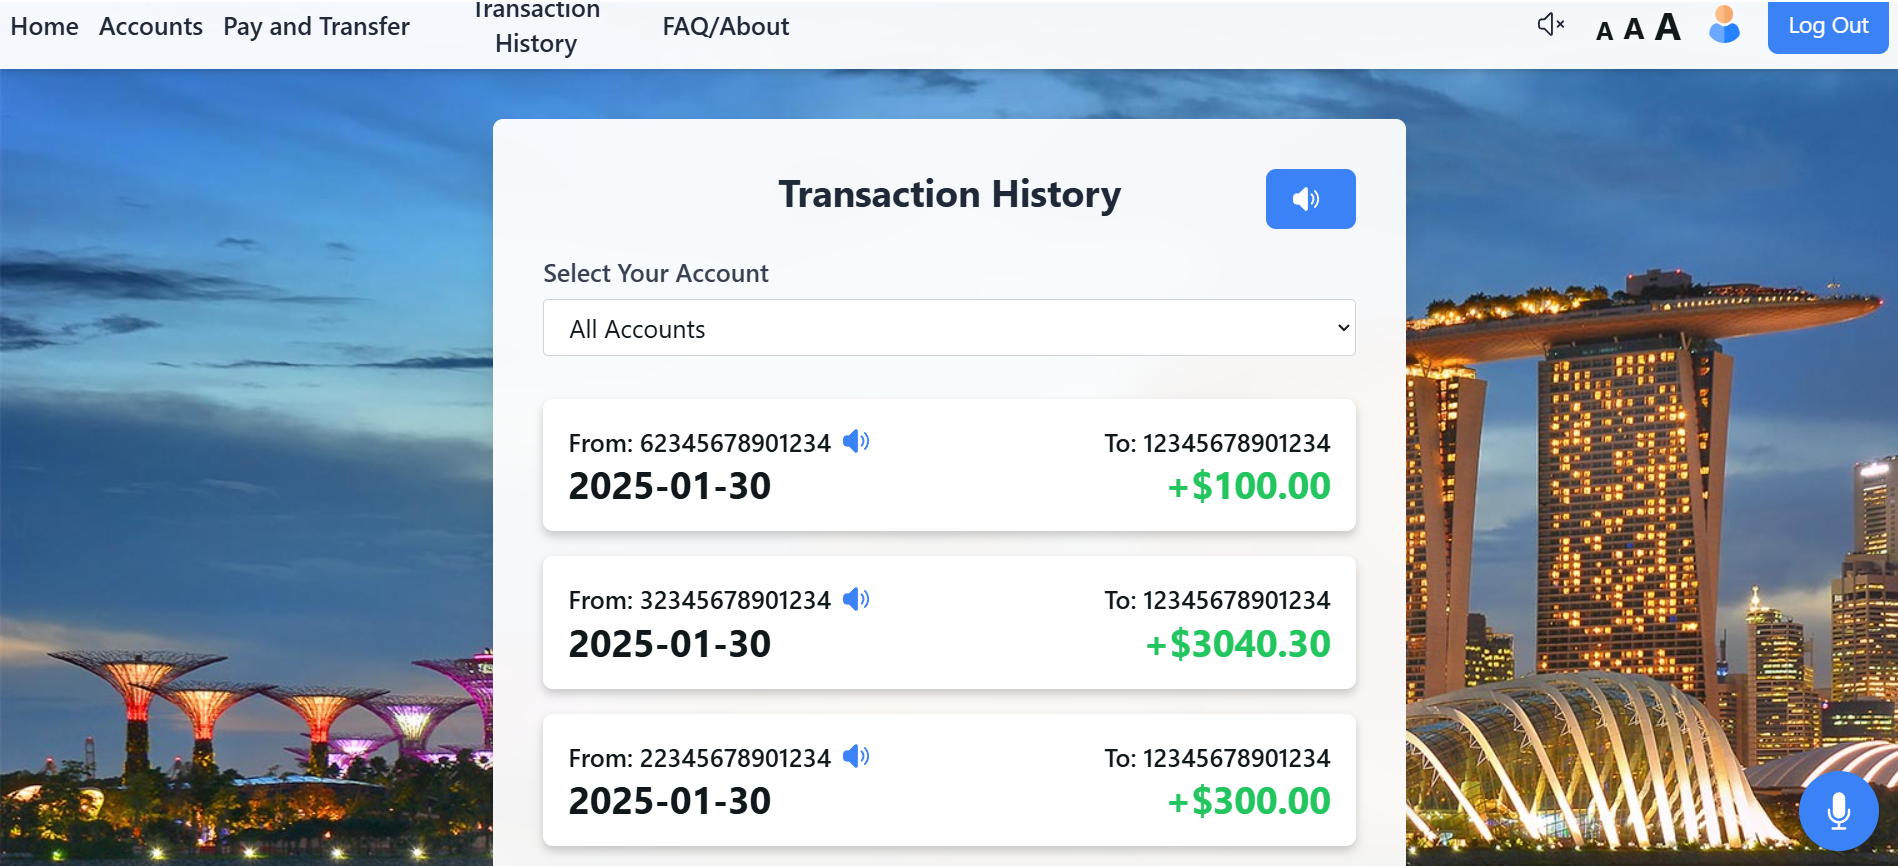 Home Accounts Pay and Transfer Transaction History FAQ/About A A A Log Out
Transaction History
Select Your Account
All Accounts
From: 62345678901234 To: 12345678901234
2025-01-30 +$100.00
From: 32345678901234 To: 12345678901234
2025-01-30 +$3040.30
From: 22345678901234 To: 12345678901234
2025-01-30 +$300.00